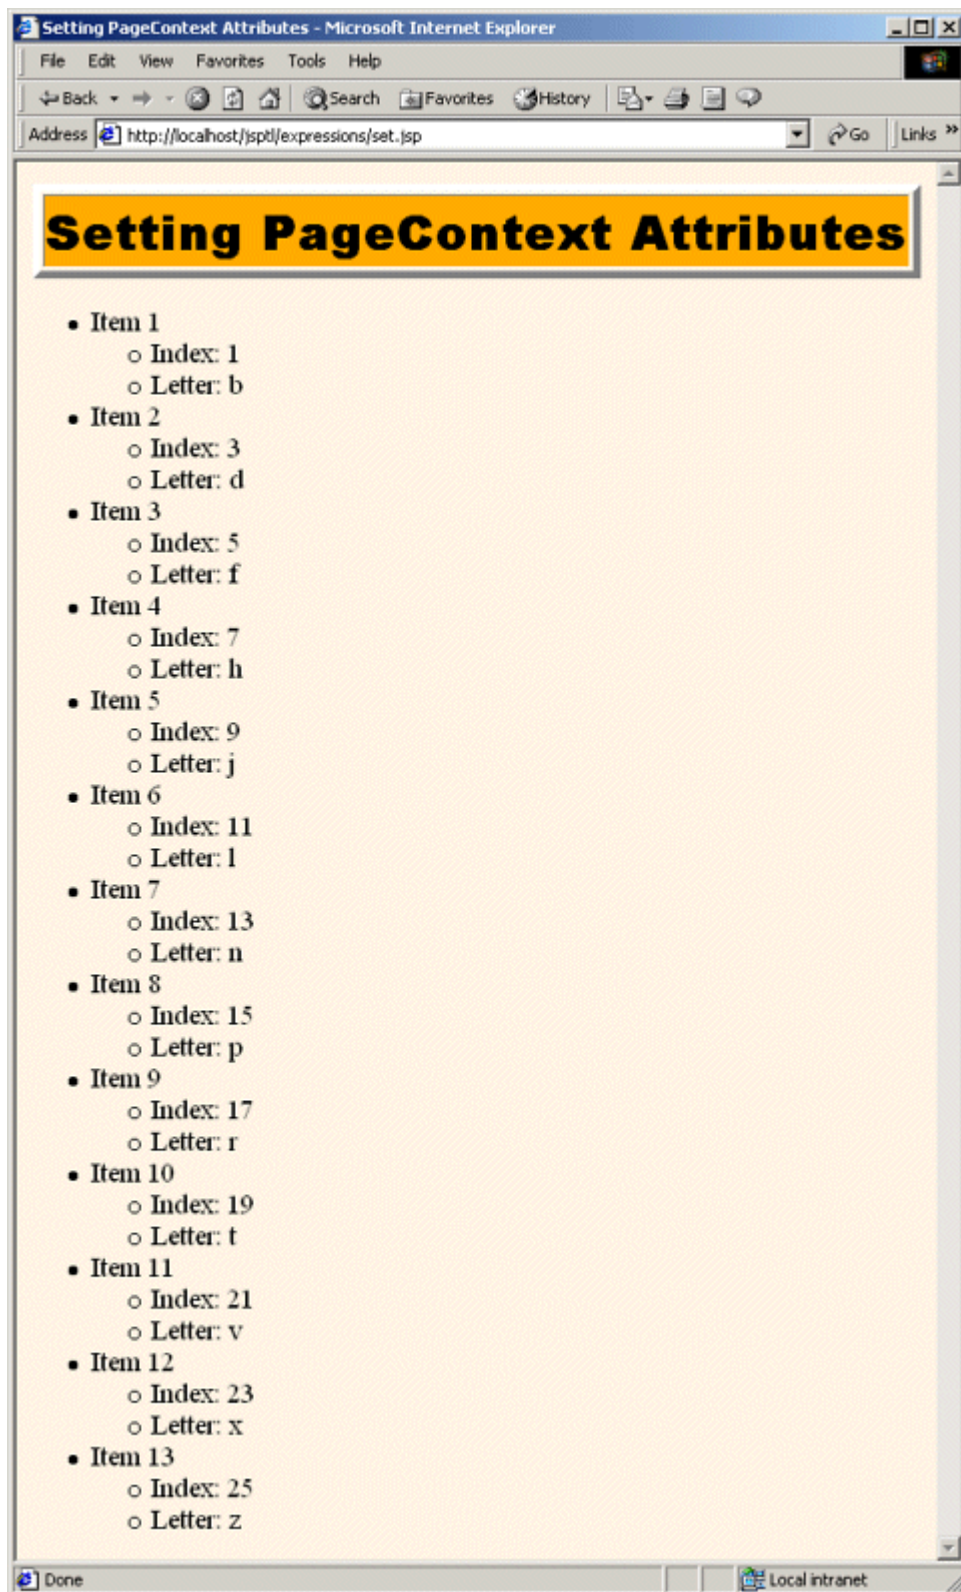 Setting PageContext Attributes - Microsoft Internet Explorer
File Edit View Favorites Tools Help
Back Search Favorites History
Address http://localhost/jsptl/expressions/set.jsp Go Links »
Setting PageContext Attributes
Item 1
Index: 1
Letter: b
Item 2
Index: 3
Letter: d
Item 3
Index: 5
Letter: f
Item 4
Index: 7
Letter: h
Item 5
Index: 9
Letter: j
Item 6
Index: 11
Letter: l
Item 7
Index: 13
Letter: n
Item 8
Index: 15
Letter: p
Item 9
Index: 17
Letter: r
Item 10
Index: 19
Letter: t
Item 11
Index: 21
Letter: v
Item 12
Index: 23
Letter: x
Item 13
Index: 25
Letter: z
Done Local intranet